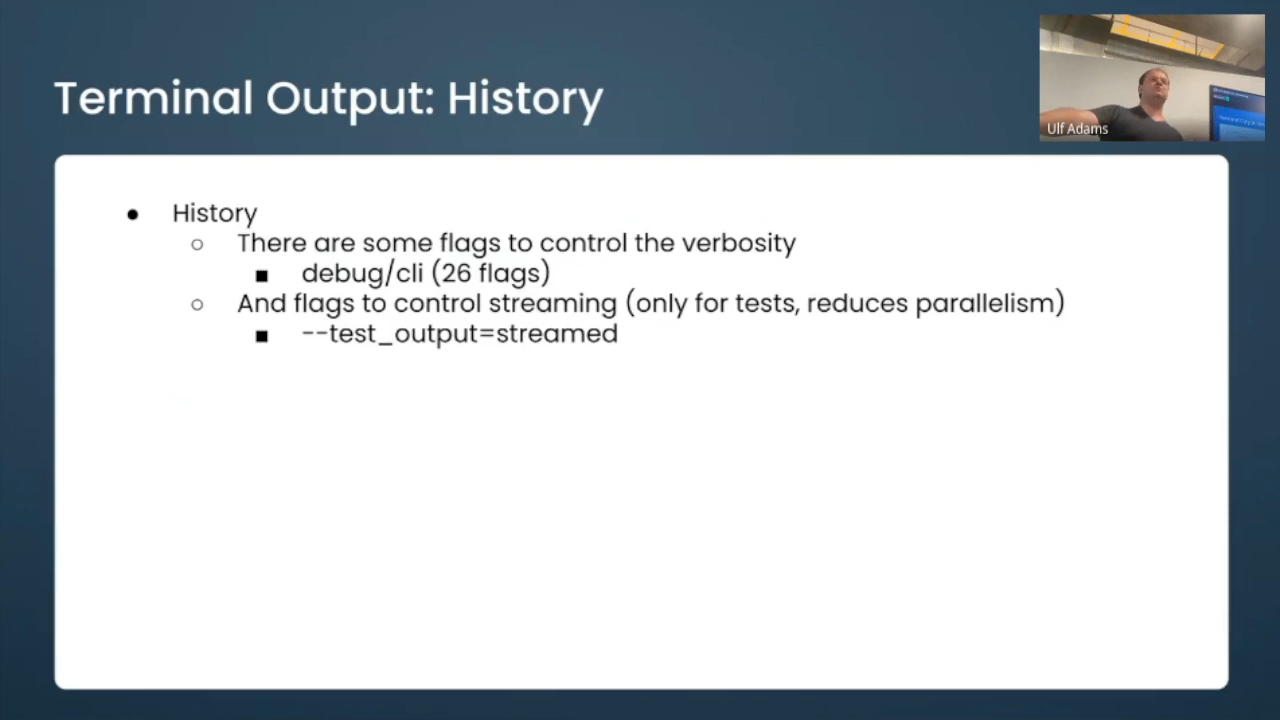 Terminal Output: History
Ulf Adams
● History
○ There are some flags to control the verbosity
■ debug/cli (26 flags)
○ And flags to control streaming (only for tests, reduces parallelism)
■ --test_output=streamed